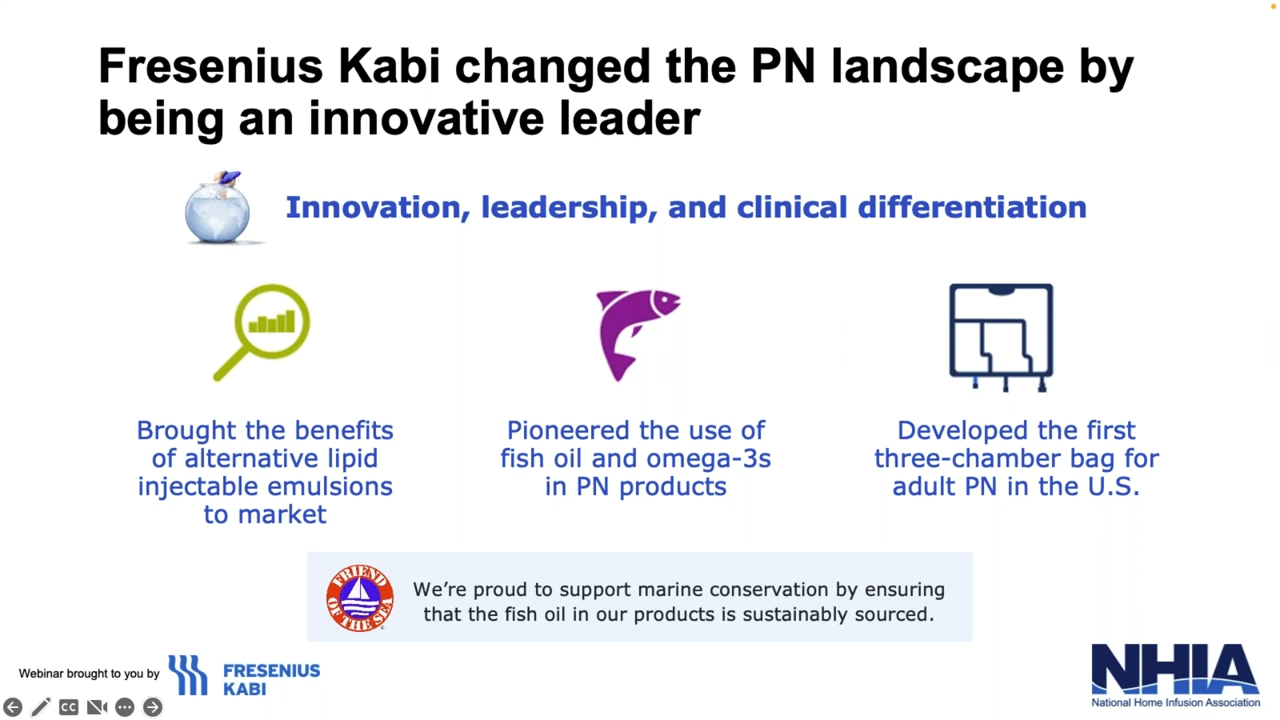 Fresenius Kabi changed the PN landscape by
being an innovative leader
Innovation, leadership, and clinical differentiation
Brought the benefits
of alternative lipid
injectable emulsions
to market
Pioneered the use of
fish oil and omega-3s
in PN products
Developed the first
three-chamber bag for
adult PN in the U.S.
FRIEND
OF THE SEA
We’re proud to support marine conservation by ensuring
that the fish oil in our products is sustainably sourced.
Webinar brought to you by
FRESENIUS
KABI
NHIA
National Home Infusion Association
CC